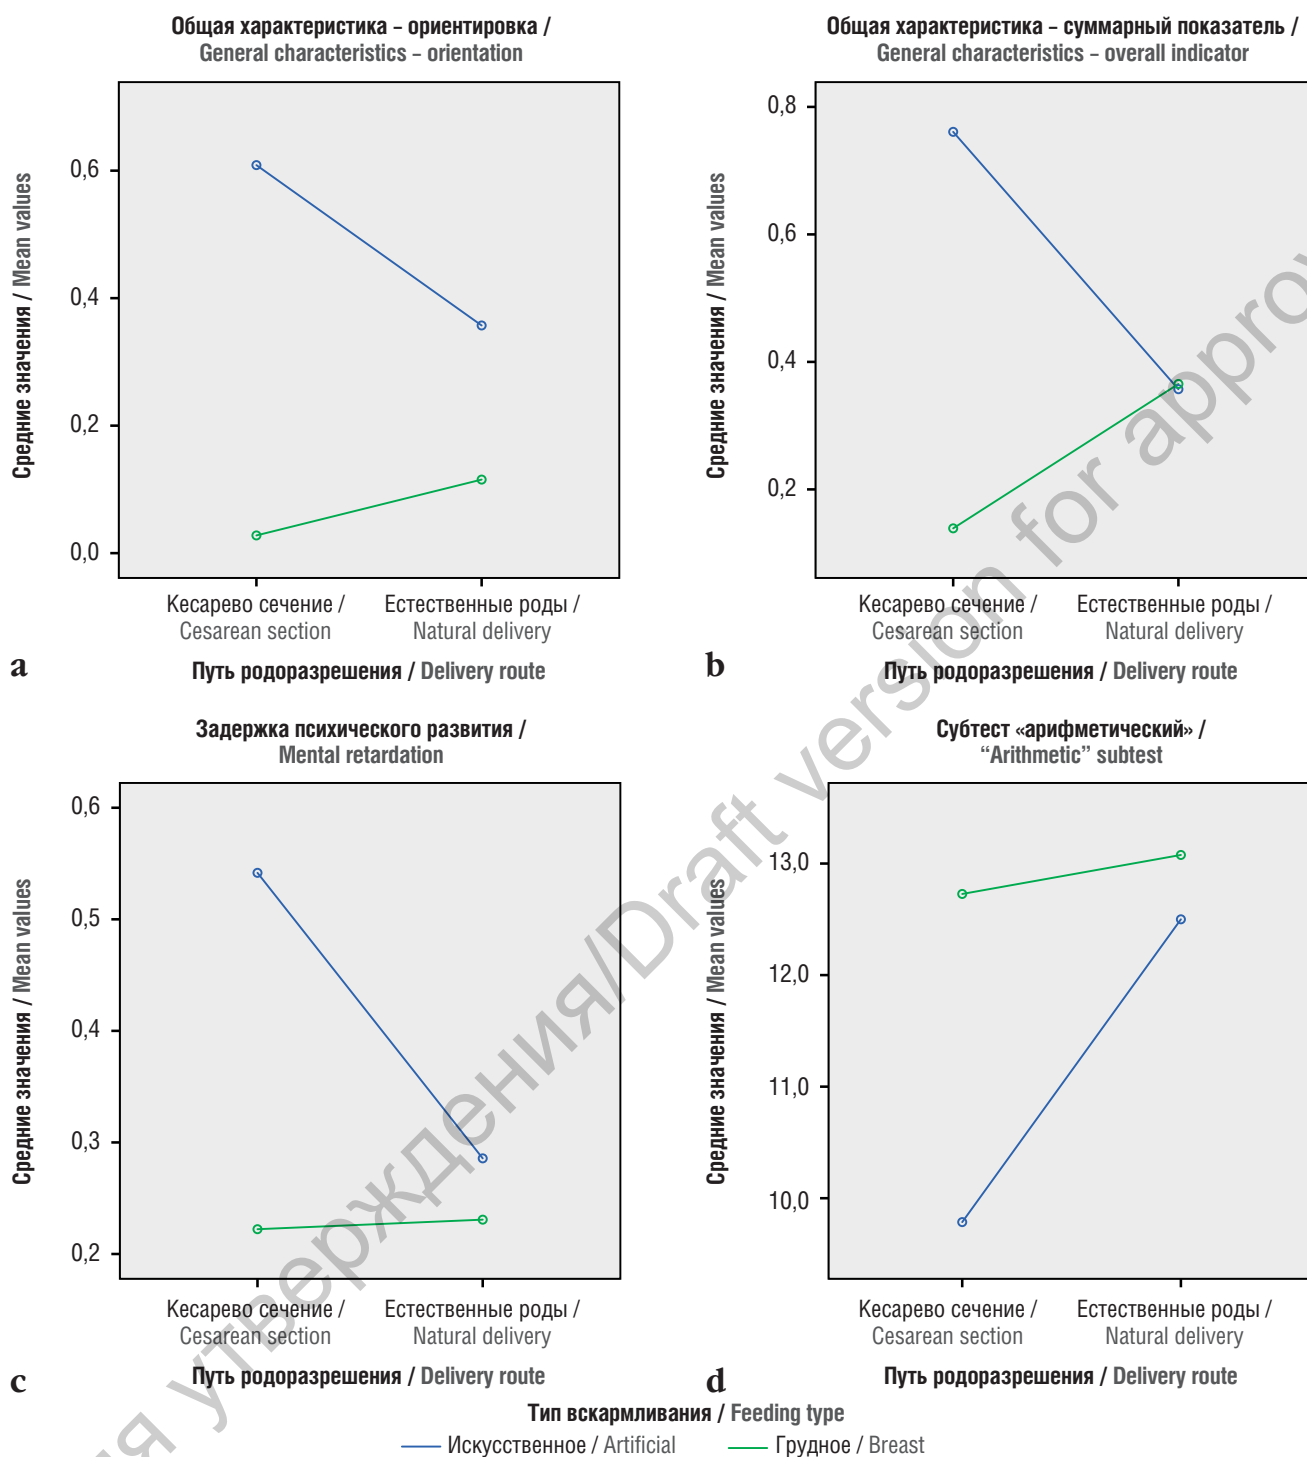 Общая характеристика – ориентировка /
General characteristics – orientation
Средние значения / Mean values
0,6
0,4
0,2
0,0
Кесарево сечение /
Cesarean section
Естественные роды /
Natural delivery
a
Путь родоразрешения / Delivery route
Общая характеристика – суммарный показатель /
General characteristics – overall indicator
Средние значения / Mean values
0,8
0,6
0,4
0,2
Кесарево сечение /
Cesarean section
Естественные роды /
Natural delivery
b
Путь родоразрешения / Delivery route
Задержка психического развития /
Mental retardation
Средние значения / Mean values
0,6
0,5
0,4
0,3
0,2
Кесарево сечение /
Cesarean section
Естественные роды /
Natural delivery
c
Путь родоразрешения / Delivery route
Субтест «арифметический» /
“Arithmetic” subtest
Средние значения / Mean values
13,0
12,0
11,0
10,0
Кесарево сечение /
Cesarean section
Естественные роды /
Natural delivery
d
Путь родоразрешения / Delivery route
Тип вскармливания / Feeding type
Искусственное / Artificial
Грудное / Breast
утверждения/Draft version for approv